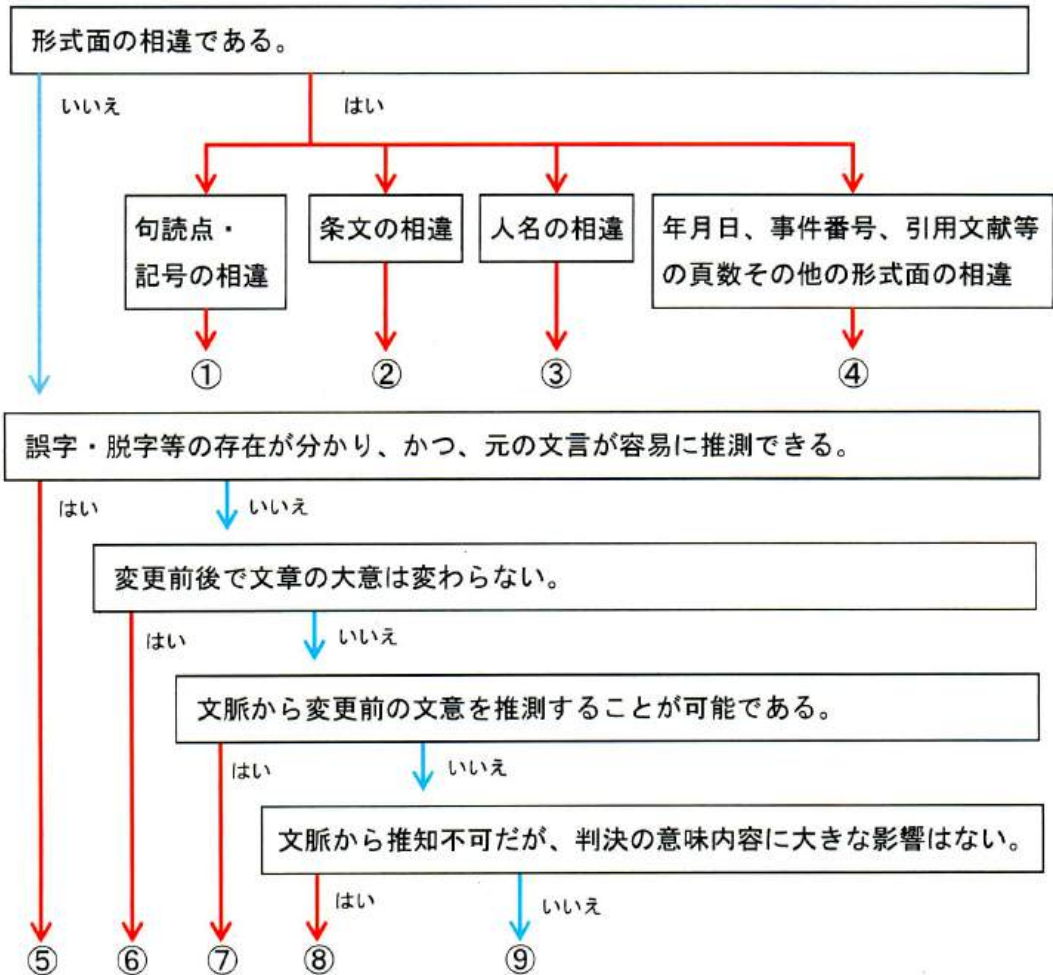 形式面の相違である。
いいえ
はい
句読点・
記号の相違
条文の相違
人名の相違
年月日、事件番号、引用文献等
の頁数その他の形式面の相違
①
②
③
④
誤字・脱字等の存在が分かり、かつ、元の文言が容易に推測できる。
はい
いいえ
変更前後で文章の大意は変わらない。
はい
いいえ
文脈から変更前の文意を推測することが可能である。
はい
いいえ
文脈から推知不可だが、判決の意味内容に大きな影響はない。
はい
いいえ
⑤
⑥
⑦
⑧
⑨